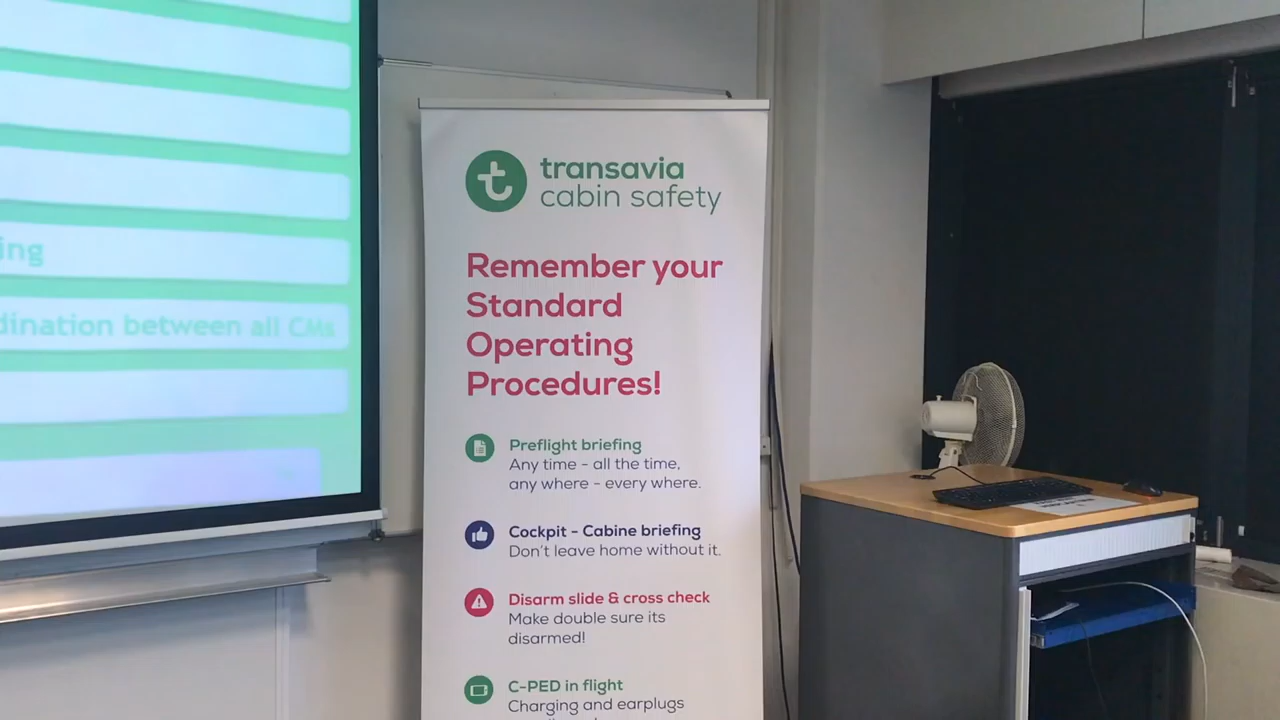 ing
dination between all CMs
transavia
cabin safety
Remember your
Standard
Operating
Procedures!
Preflight briefing
Any time - all the time,
any where - every where.
Cockpit - Cabine briefing
Don't leave home without it.
Disarm slide & cross check
Make double sure its
disarmed!
C-PED in flight
Charging and earplugs